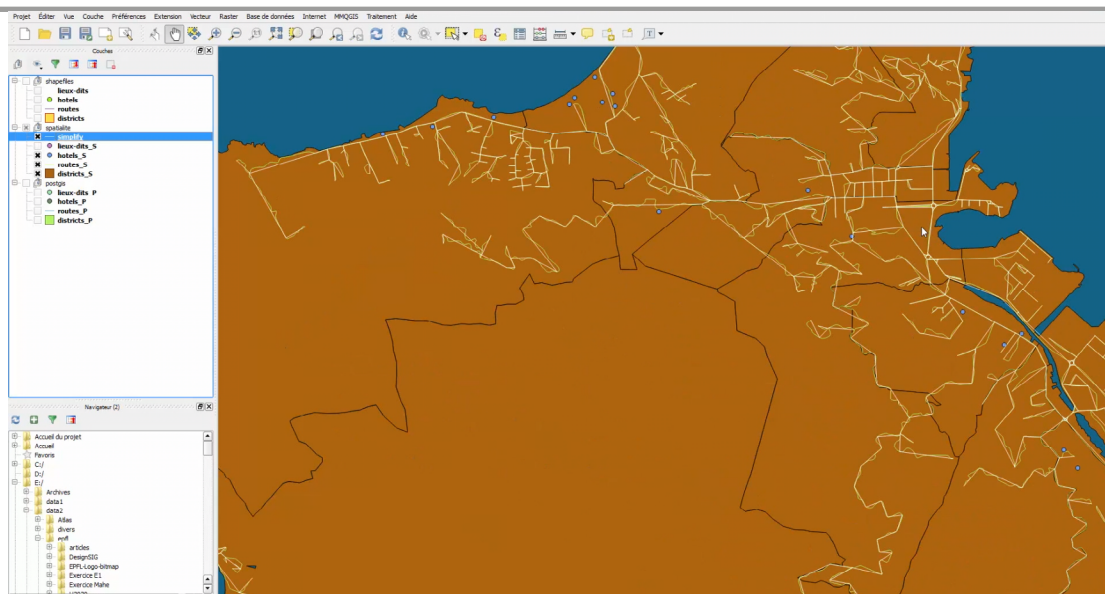 Projet Éditer Vue Couche Préférences Extension Vecteur Raster Base de données Internet MMQGIS Traitement Aide
Couches
shapefiles
lieux-dits
hotels
routes
districts
spatialite
simplify
lieux-dits_S
hotels_S
routes_S
districts_S
postgis
lieux-dits_P
hotels_P
routes_P
districts_P
Navigateur (2)
Accueil du projet
Accueil
Favoris
C:/
D:/
E:/
Archives
data1
data2
Atlas
divers
epfl
articles
DesignSIG
EPFL-Logo-bitmap
Exercice E1
Exercice Mahe